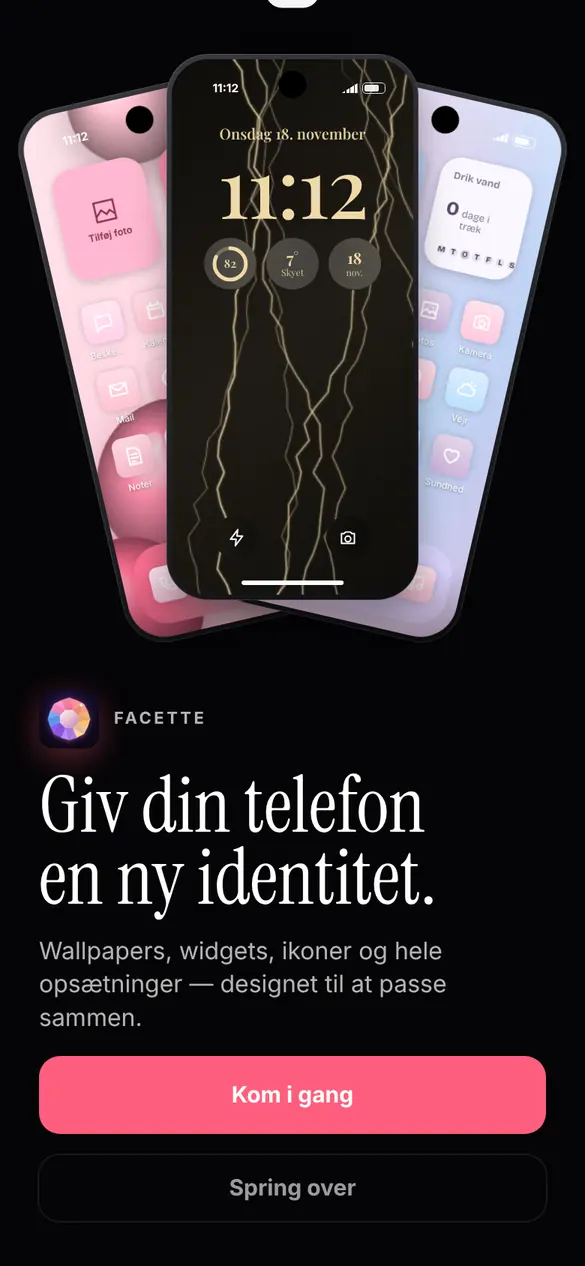 11:12
11:12
Onsdag 18. november
11:12
82
7°
Skyet
18
nov.
Tilføj foto
Mail
Noter
Drik vand
0 dage i
træk
M T O T F L S
Kamera
Vejr
Sundhed
FACETTE
Giv din telefon
en ny identitet.
Wallpapers, widgets, ikoner og hele
opsætninger — designet til at passe
sammen.
Kom i gang
Spring over